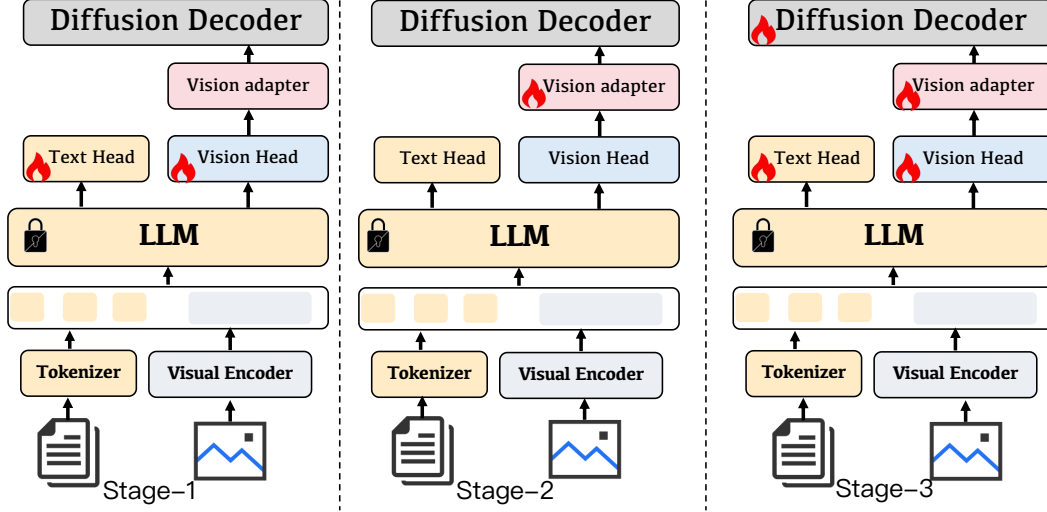 Diffusion Decoder
Vision adapter
Text Head
Vision Head
LLM
Tokenizer
Visual Encoder
Stage-1
Diffusion Decoder
Vision adapter
Text Head
Vision Head
LLM
Tokenizer
Visual Encoder
Stage-2
Diffusion Decoder
Vision adapter
Text Head
Vision Head
LLM
Tokenizer
Visual Encoder
Stage-3